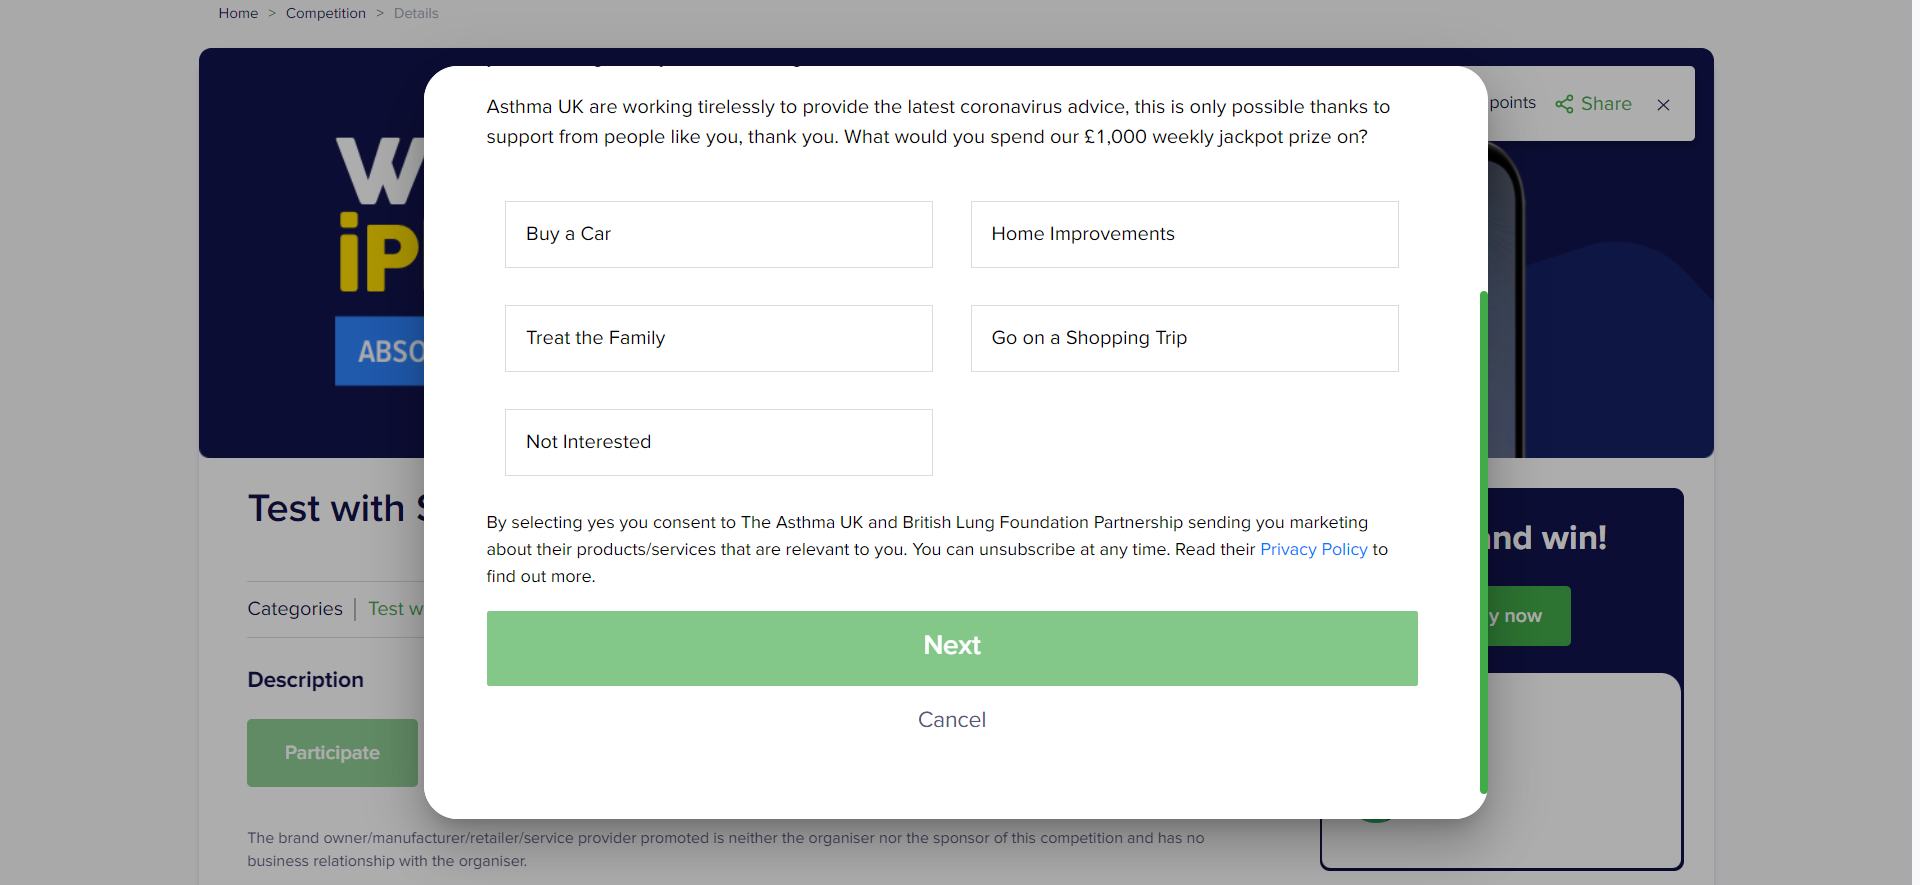 Home > Competition > Details
points Share
Asthma UK are working tirelessly to provide the latest coronavirus advice, this is only possible thanks to
support from people like you, thank you. What would you spend our £1,000 weekly jackpot prize on?
Buy a Car
Home Improvements
Treat the Family
Go on a Shopping Trip
Not Interested
By selecting yes you consent to The Asthma UK and British Lung Foundation Partnership sending you marketing
about their products/services that are relevant to you. You can unsubscribe at any time. Read their Privacy Policy to
find out more.
Next
Cancel
W
iP
ABSO
Test with
Categories | Test w
Description
Participate
The brand owner/manufacturer/retailer/service provider promoted is neither the organiser nor the sponsor of this competition and has no
business relationship with the organiser.
nd win!
y now